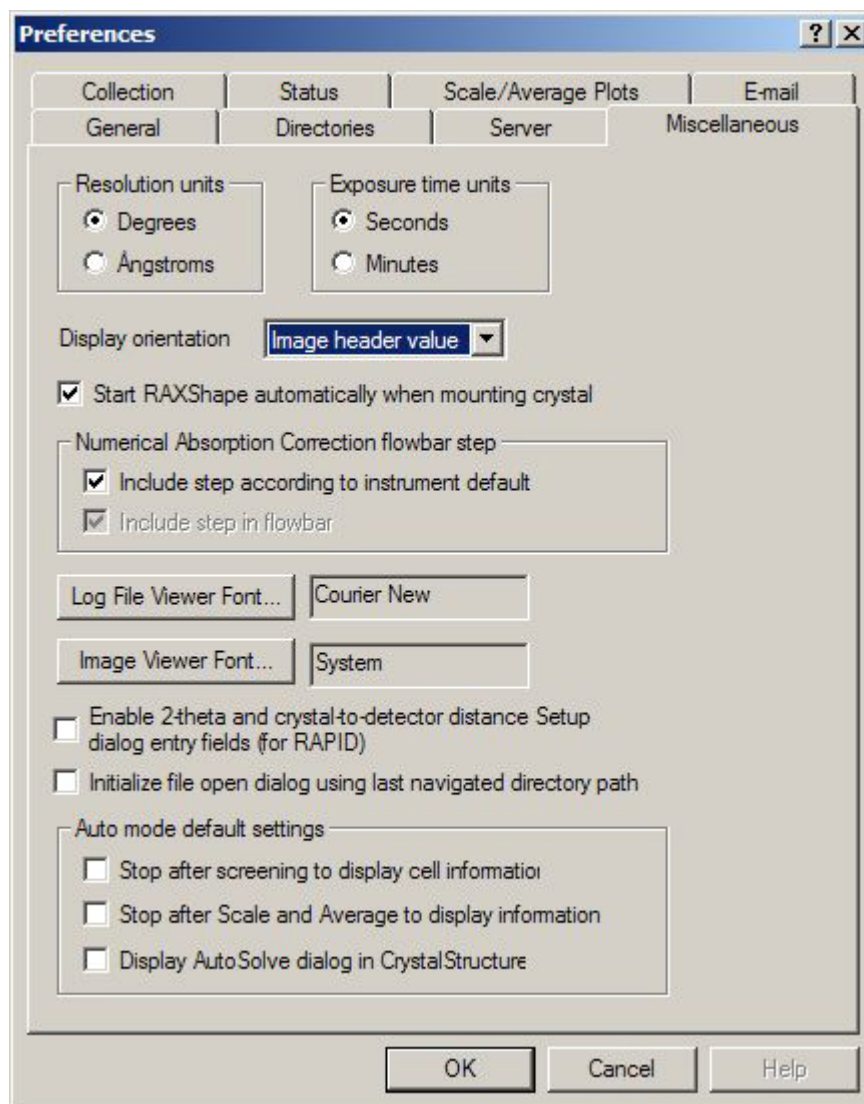 Preferences
Collection Status Scale/Average Plots E-mail
General Directories Server Miscellaneous
Resolution units Exposure time units
Degrees Seconds
Ångstroms Minutes
Display orientation Image header value
Start RAXShape automatically when mounting crystal
Numerical Absorption Correction flowbar step
Include step according to instrument default
Include step in flowbar
Log File Viewer Font... Courier New
Image Viewer Font... System
Enable 2-theta and crystal-to-detector distance Setup
dialog entry fields (for RAPID)
Initialize file open dialog using last navigated directory path
Auto mode default settings
Stop after screening to display cell information
Stop after Scale and Average to display information
Display AutoSolve dialog in CrystalStructure
OK Cancel Help